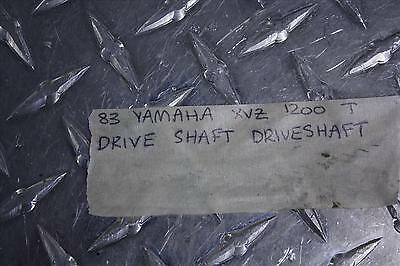 83 YAMAHA XVZ 1200 T
DRIVE SHAFT DRIVESHAFT